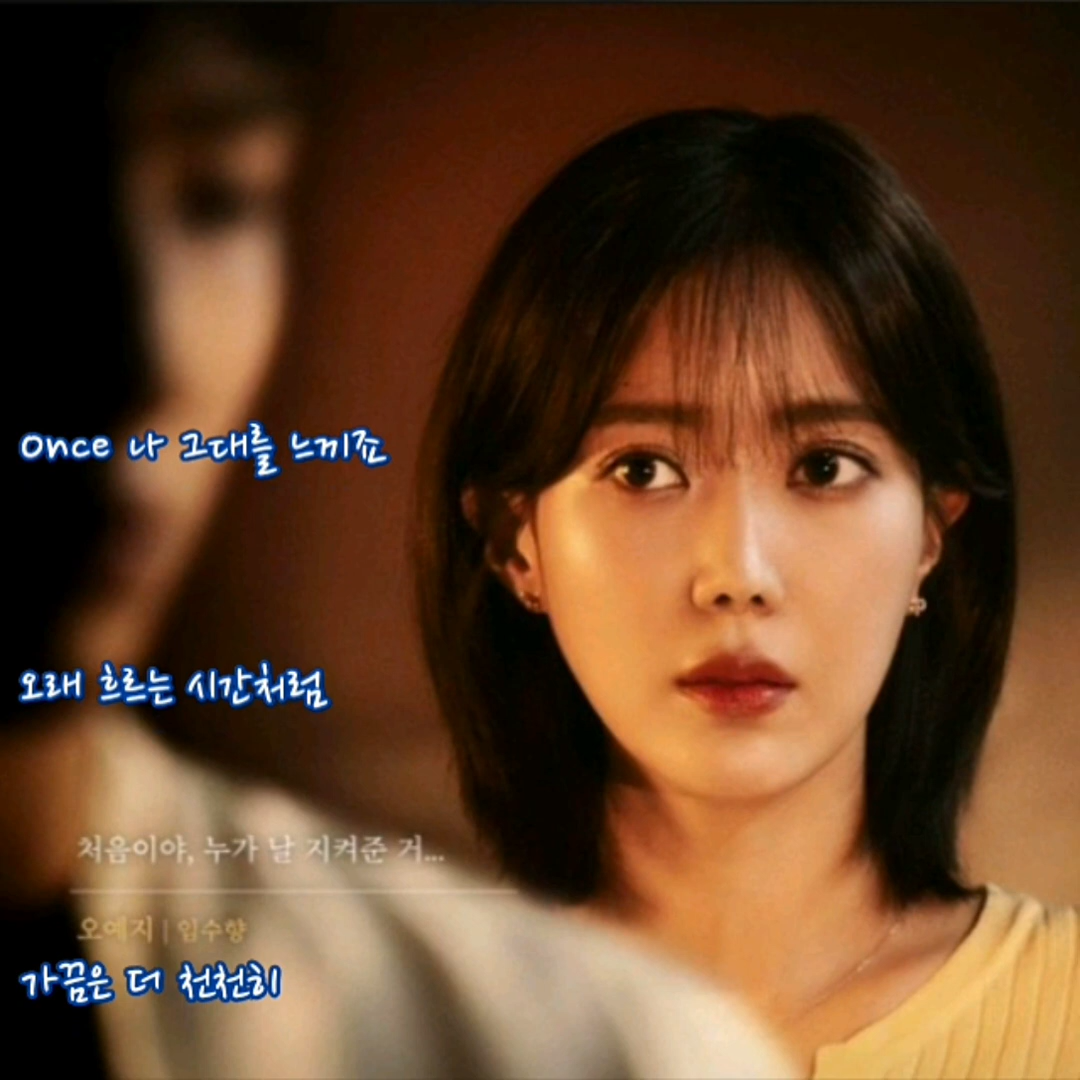 Once 나 그대를 느끼죠
오래 흐르는 시간처럼
처음이야, 누가 날 지켜준 거...
오예지 | 임수향
가끔은 더 천천히